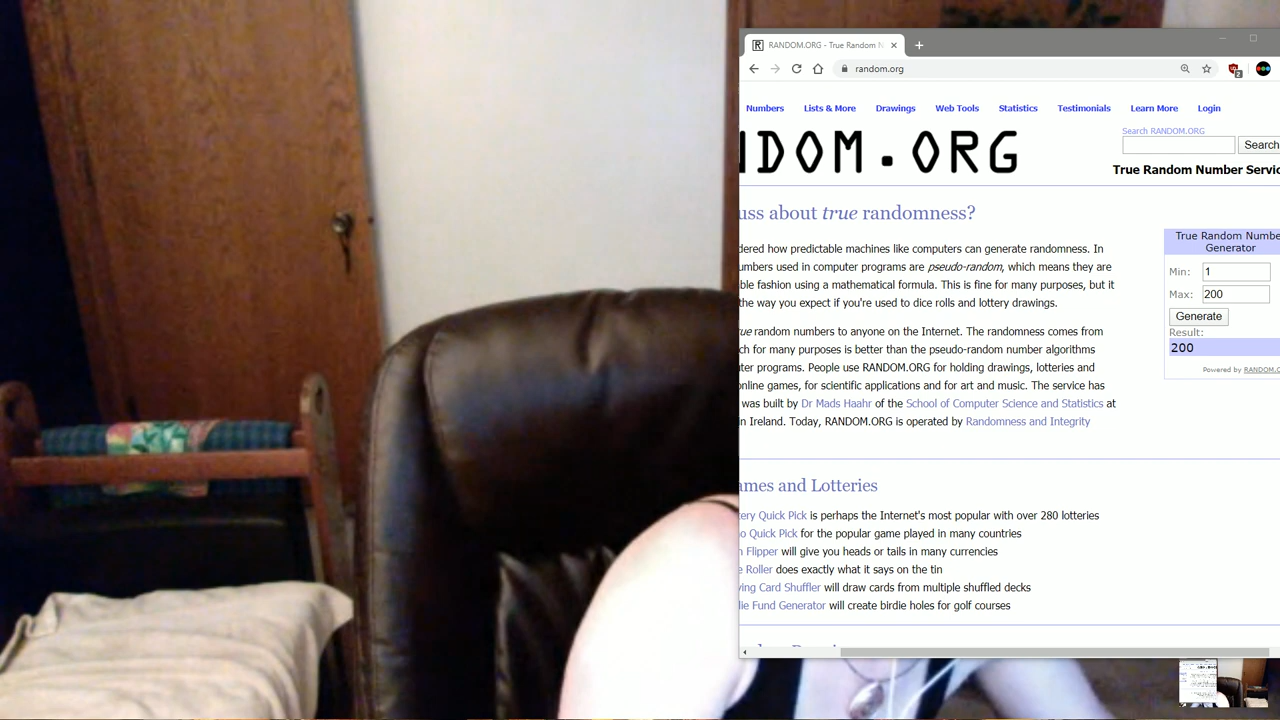 RANDOM.ORG - True Random N
random.org
2
Numbers
Lists & More
Drawings
Web Tools
Statistics
Testimonials
Learn More
Login
NDOM.ORG
Search RANDOM.ORG
Search
True Random Number Servic
uss about true randomness?
dered how predictable machines like computers can generate randomness. In
umbers used in computer programs are pseudo-random, which means they are
ble fashion using a mathematical formula. This is fine for many purposes, but it
the way you expect if you're used to dice rolls and lottery drawings.
rue random numbers to anyone on the Internet. The randomness comes from
ch for many purposes is better than the pseudo-random number algorithms
ter programs. People use RANDOM.ORG for holding drawings, lotteries and
online games, for scientific applications and for art and music. The service has
was built by Dr Mads Haahr of the School of Computer Science and Statistics at
in Ireland. Today, RANDOM.ORG is operated by Randomness and Integrity
True Random Numbe
Generator
Min: 1
Max: 200
Generate
Result:
200
Powered by RANDOM.O
ames and Lotteries
ery Quick Pick is perhaps the Internet's most popular with over 280 lotteries
o Quick Pick for the popular game played in many countries
n Flipper will give you heads or tails in many currencies
e Roller does exactly what it says on the tin
ying Card Shuffler will draw cards from multiple shuffled decks
die Fund Generator will create birdie holes for golf courses